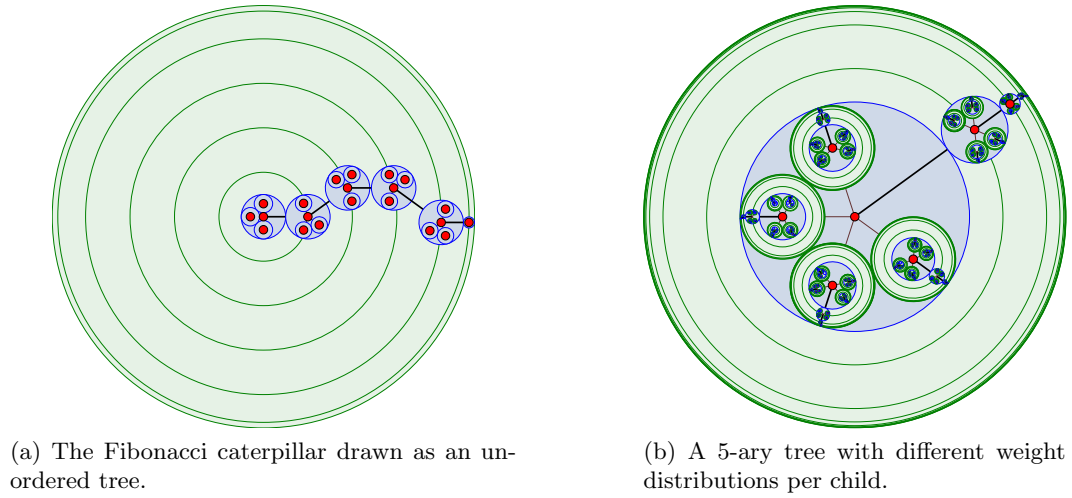 (a) The Fibonacci caterpillar drawn as an un-
ordered tree.
(b) A 5-ary tree with different weight
distributions per child.